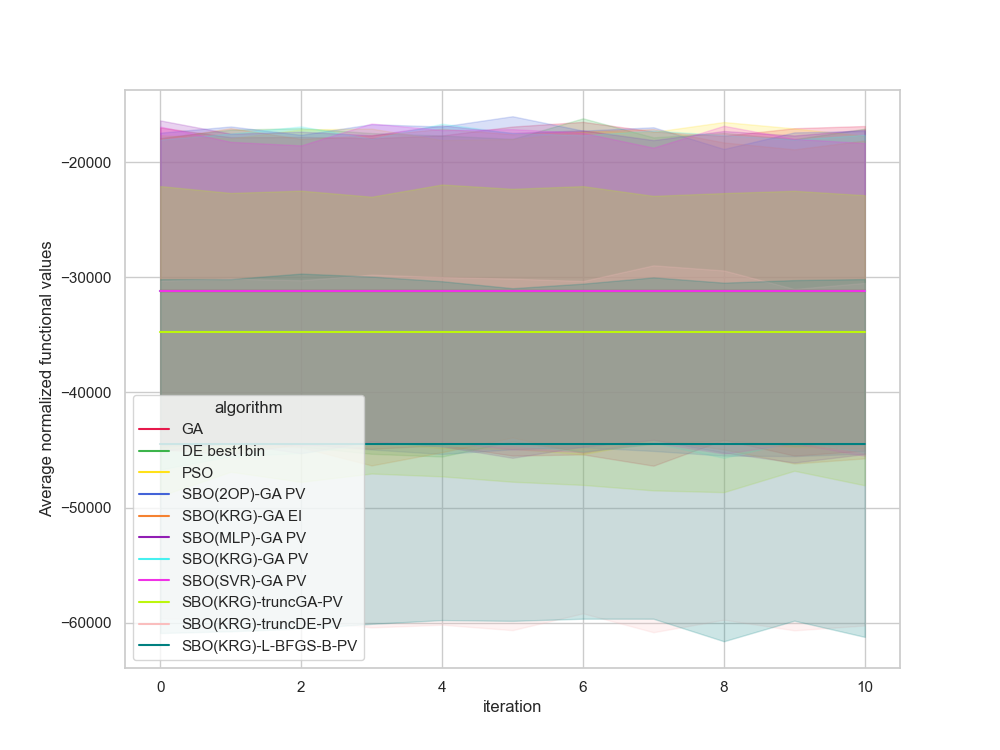 −20000
−30000
−40000
−50000
−60000
Average normalized functional values
algorithm
GA
DE best1bin
PSO
SBO(2OP)-GA PV
SBO(KRG)-GA EI
SBO(MLP)-GA PV
SBO(KRG)-GA PV
SBO(SVR)-GA PV
SBO(KRG)-truncGA-PV
SBO(KRG)-truncDE-PV
SBO(KRG)-L-BFGS-B-PV
0 2 4 6 8 10
iteration